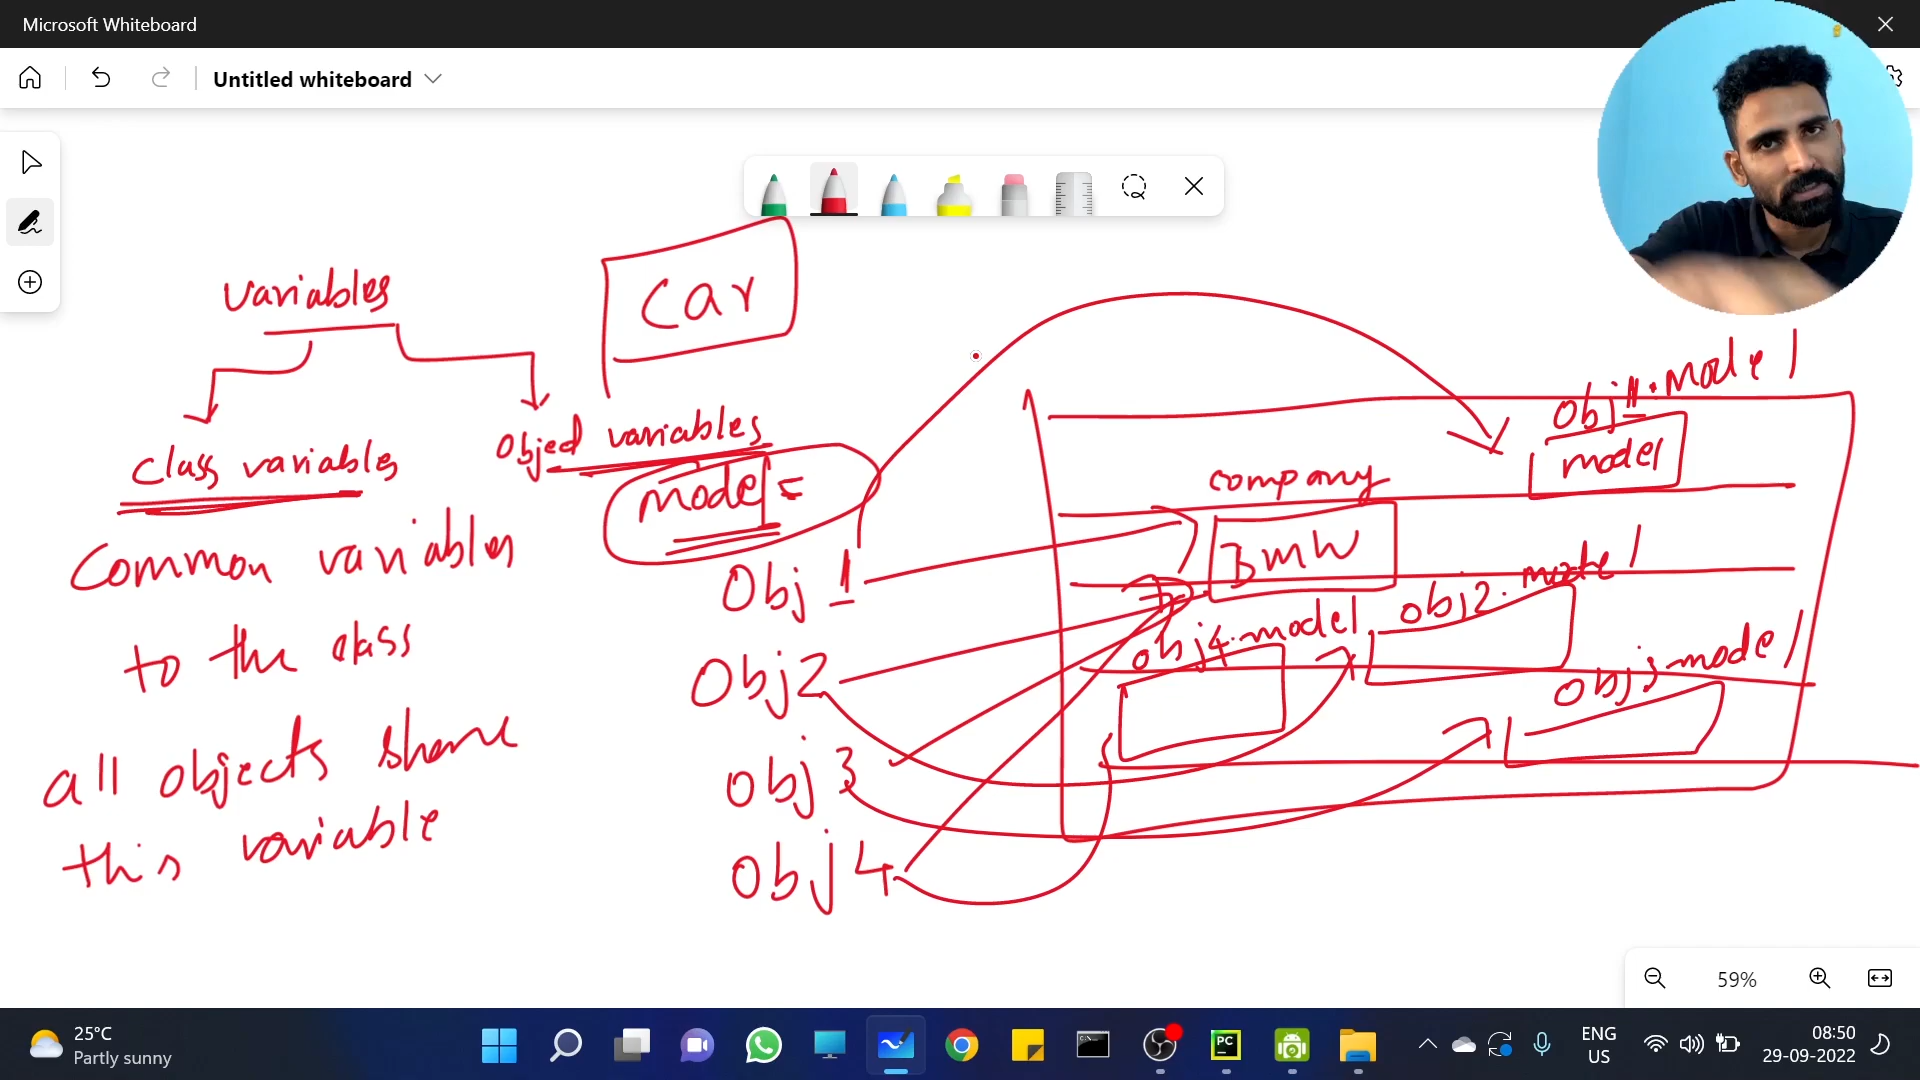 Microsoft Whiteboard
Untitled whiteboard
Car
variables
Class variables
Object variables
model =
Common variables
to the class
all objects share
this variable
Obj 1
Obj2
Obj 3
Obj 4
obj1.model
model
company
BMW
obj2.model
obj4.model
obj3.model
59%
25°C
Partly sunny
PC
ENG
US
08:50
29-09-2022